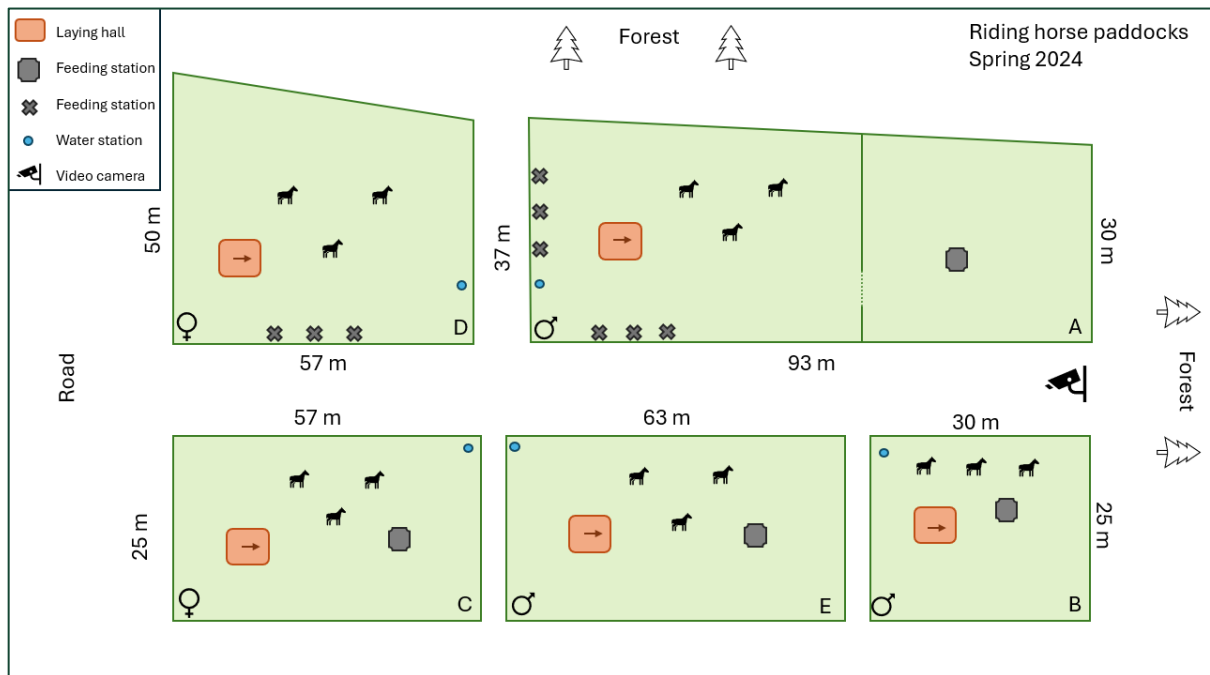 Laying hall
Feeding station
Feeding station
Water station
Video camera
Forest
Riding horse paddocks
Spring 2024
50 m
37 m
30 m
D
A
57 m
93 m
Road
Forest
57 m
63 m
30 m
25 m
25 m
C
E
B